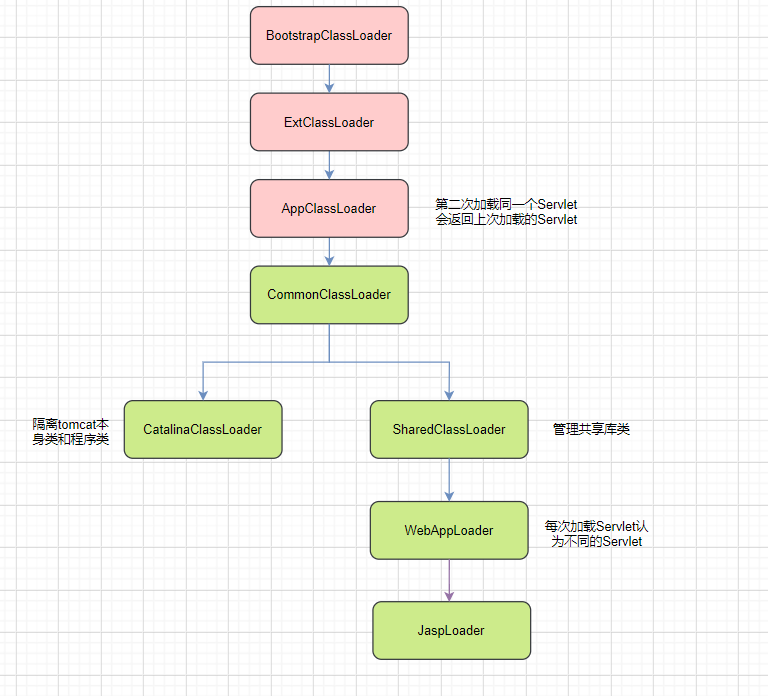 BootstrapClassLoader
ExtClassLoader
AppClassLoader
第二次加载同一个Servlet
会返回上次加载的Servlet
CommonClassLoader
隔离tomcat本
身类和程序类
CatalinaClassLoader
SharedClassLoader
管理共享库类
WebAppLoader
每次加载Servlet认
为不同的Servlet
JaspLoader